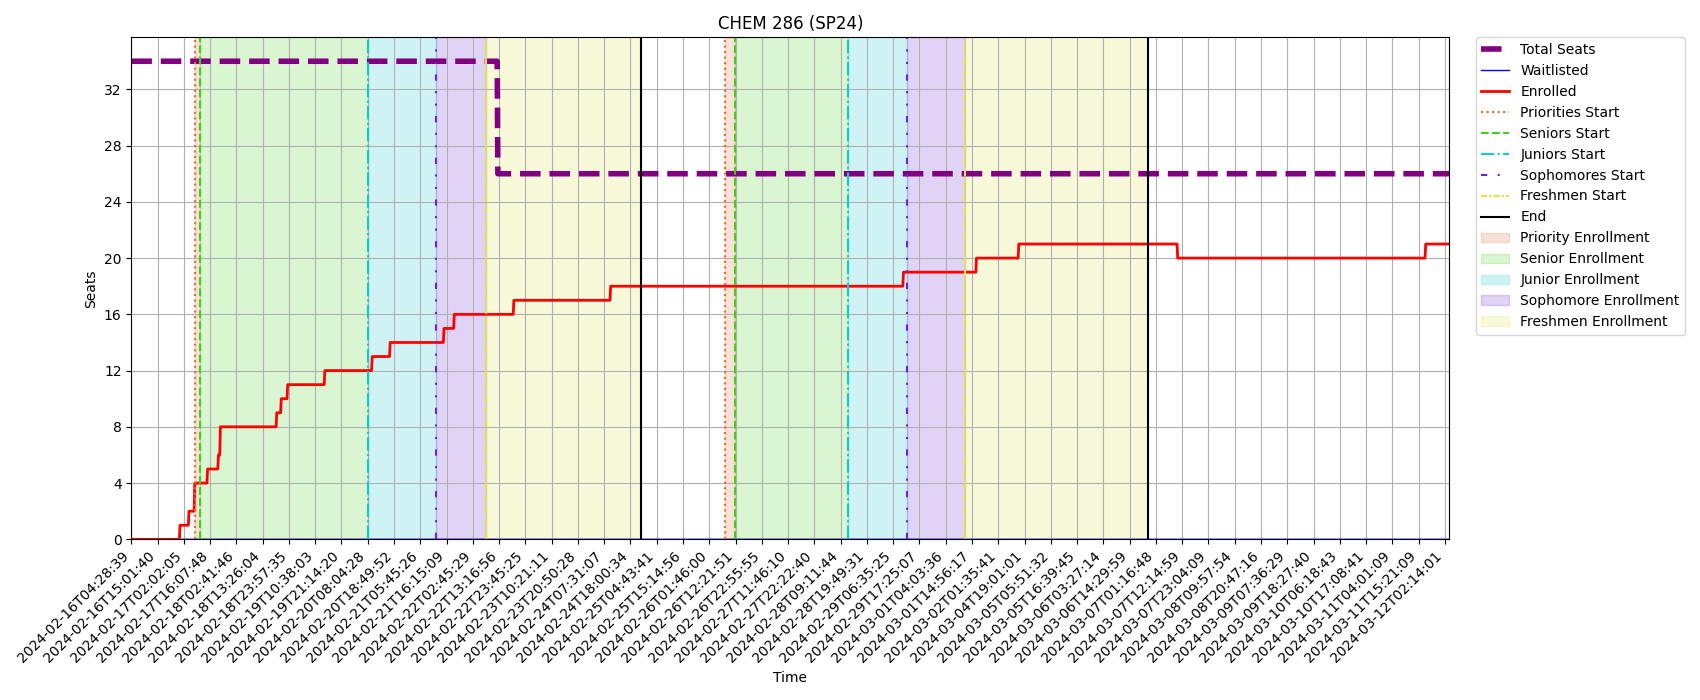 CHEM 286 (SP24)
Total Seats
Waitlisted
Enrolled
Priorities Start
Seniors Start
Juniors Start
Sophomores Start
Freshmen Start
End
Priority Enrollment
Senior Enrollment
Junior Enrollment
Sophomore Enrollment
Freshmen Enrollment
Seats
32
28
24
20
16
12
8
4
0
2024-02-16T04:28:39
2024-02-16T15:01:40
2024-02-17T02:02:05
2024-02-17T16:07:48
2024-02-18T02:41:46
2024-02-18T13:26:04
2024-02-18T23:57:35
2024-02-19T10:38:03
2024-02-19T21:14:20
2024-02-20T08:04:28
2024-02-20T18:49:52
2024-02-21T05:45:26
2024-02-21T16:15:09
2024-02-22T02:45:29
2024-02-22T13:16:56
2024-02-22T23:45:25
2024-02-23T10:21:11
2024-02-23T20:50:28
2024-02-24T07:31:07
2024-02-24T18:00:34
2024-02-25T04:43:41
2024-02-25T15:14:56
2024-02-26T01:46:00
2024-02-26T12:21:51
2024-02-26T22:55:55
2024-02-27T11:46:10
2024-02-27T22:22:40
2024-02-28T09:11:44
2024-02-28T19:49:31
2024-02-29T06:35:25
2024-02-29T17:25:07
2024-03-01T04:03:36
2024-03-01T14:56:17
2024-03-02T01:35:41
2024-03-04T19:01:01
2024-03-05T05:51:32
2024-03-05T16:39:45
2024-03-06T03:27:14
2024-03-06T14:29:59
2024-03-07T01:16:48
2024-03-07T12:14:59
2024-03-07T23:04:09
2024-03-08T09:57:54
2024-03-08T20:47:16
2024-03-09T07:36:29
2024-03-09T18:27:40
2024-03-10T06:18:43
2024-03-10T17:08:41
2024-03-11T04:01:09
2024-03-11T15:21:09
2024-03-12T02:14:01
Time